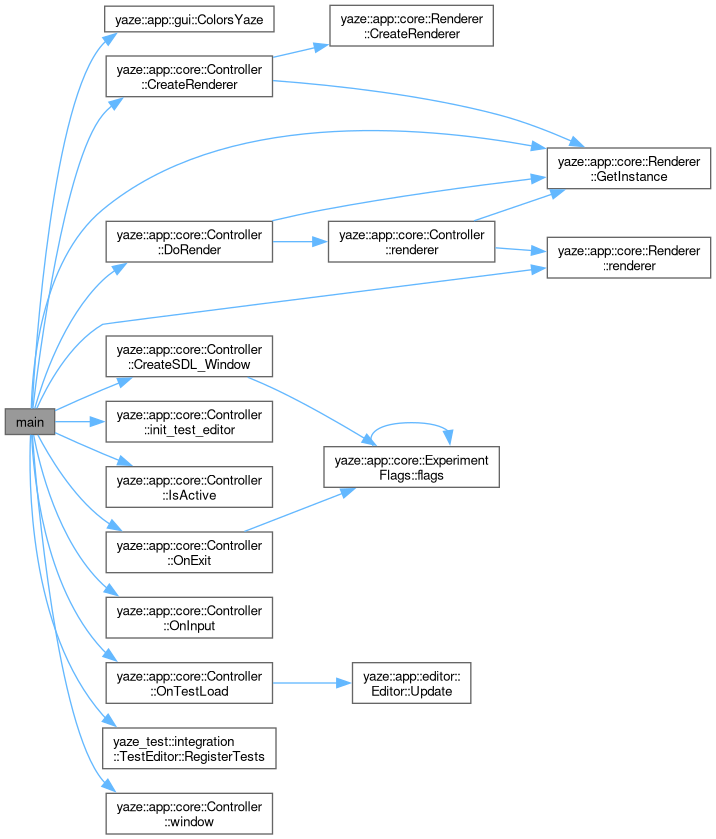 main
yaze::app::gui::ColorsYaze
yaze::app::core::Controller
::CreateRenderer
yaze::app::core::Renderer
::CreateRenderer
yaze::app::core::Renderer
::GetInstance
yaze::app::core::Controller
::DoRender
yaze::app::core::Controller
::renderer
yaze::app::core::Renderer
::renderer
yaze::app::core::Controller
::CreateSDL_Window
yaze::app::core::Controller
::init_test_editor
yaze::app::core::Experiment
Flags::flags
yaze::app::core::Controller
::IsActive
yaze::app::core::Controller
::OnExit
yaze::app::core::Controller
::OnInput
yaze::app::core::Controller
::OnTestLoad
yaze::app::editor::
Editor::Update
yaze_test::integration
::TestEditor::RegisterTests
yaze::app::core::Controller
::window